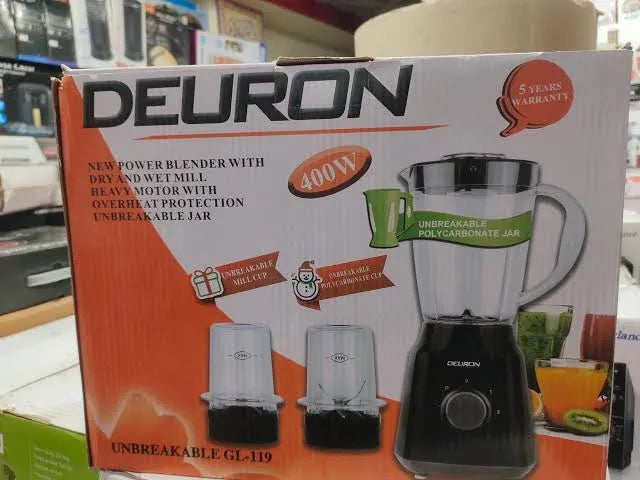 DEURON
5 YEARS
WARRANTY
NEW POWER BLENDER WITH
DRY AND WET MILL
HEAVY MOTOR WITH
OVERHEAT PROTECTION
UNBREAKABLE JAR
400W
UNBREAKABLE
POLYCARBONATE JAR
UNBREAKABLE
MILL CUP
UNBREAKABLE
POLYCARBONATE CUP
MAX
DEURON
UNBREAKABLE GL-119